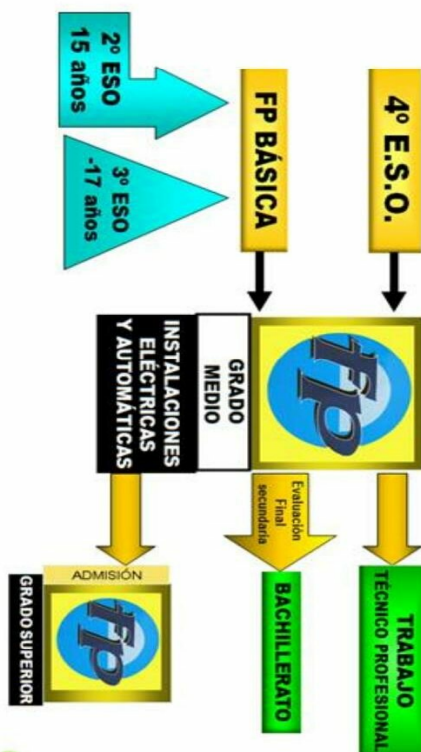 4º E.S.O.
FP BÁSICA
2º ESO
15 años
3º ESO
-17 años
fp
GRADO
MEDIO
INSTALACIONES
ELÉCTRICAS
Y AUTOMÁTICAS
TRABAJO
TÉCNICO PROFESIONAL
Evaluación
Final
secundaria
BACHILLERATO
ADMISIÓN
fp
GRADO SUPERIOR